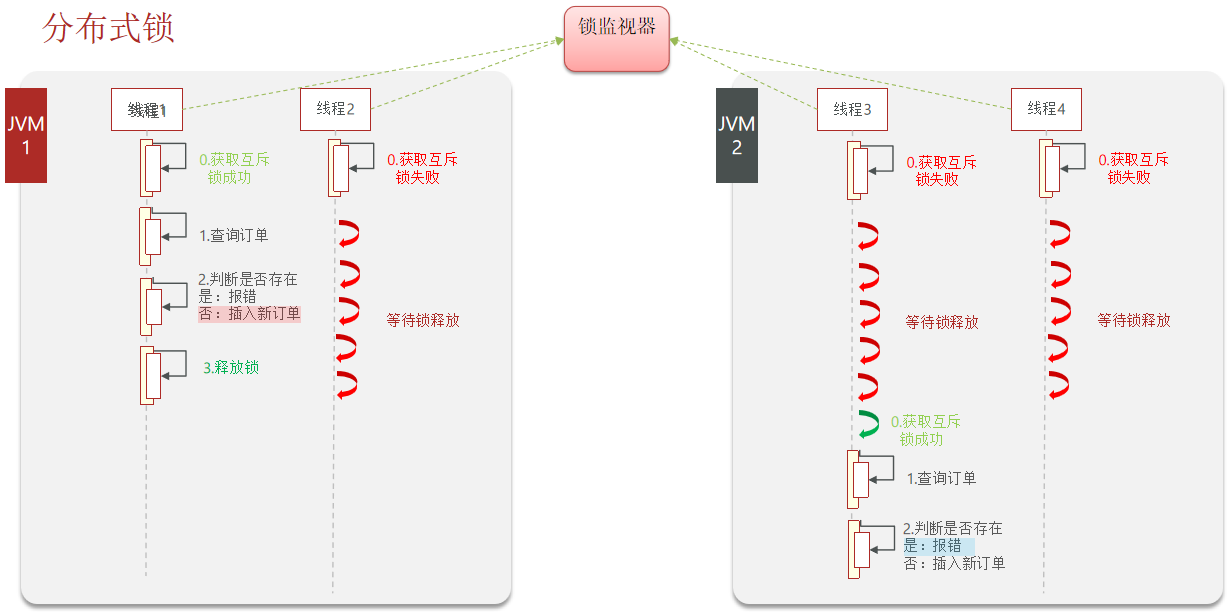 分布式锁
锁监视器
JVM
1
线程1
线程2
0.获取互斥
锁成功
0.获取互斥
锁失败
1.查询订单
2.判断是否存在
是：报错
否：插入新订单
等待锁释放
3.释放锁
JVM
2
线程3
线程4
0.获取互斥
锁失败
0.获取互斥
锁失败
等待锁释放
等待锁释放
0.获取互斥
锁成功
1.查询订单
2.判断是否存在
是：报错
否：插入新订单